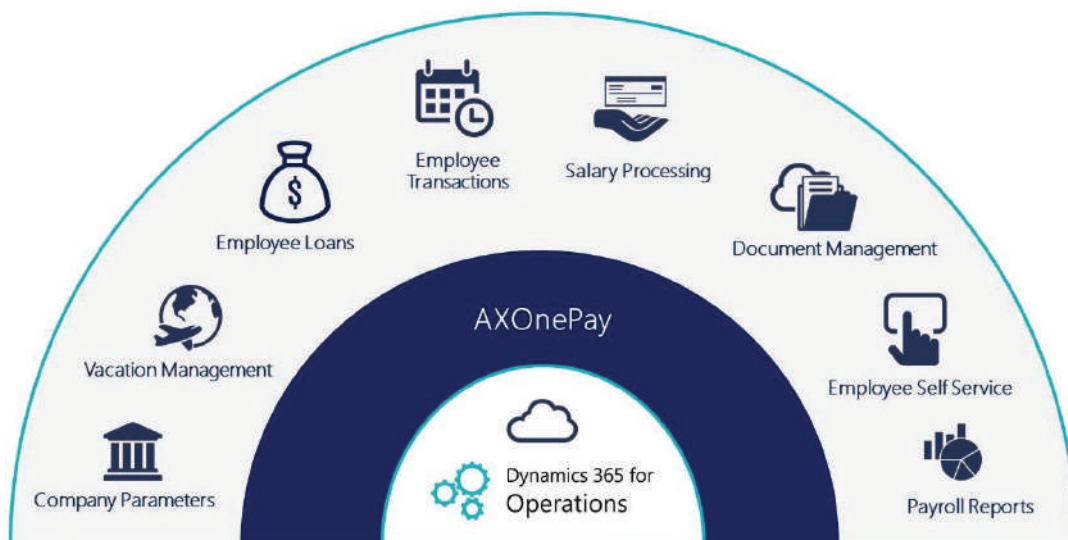 Company Parameters
Vacation Management
Employee Loans
$
Employee
Transactions
Salary Processing
Document Management
Employee Self Service
Payroll Reports
AXOnePay
Dynamics 365 for
Operations